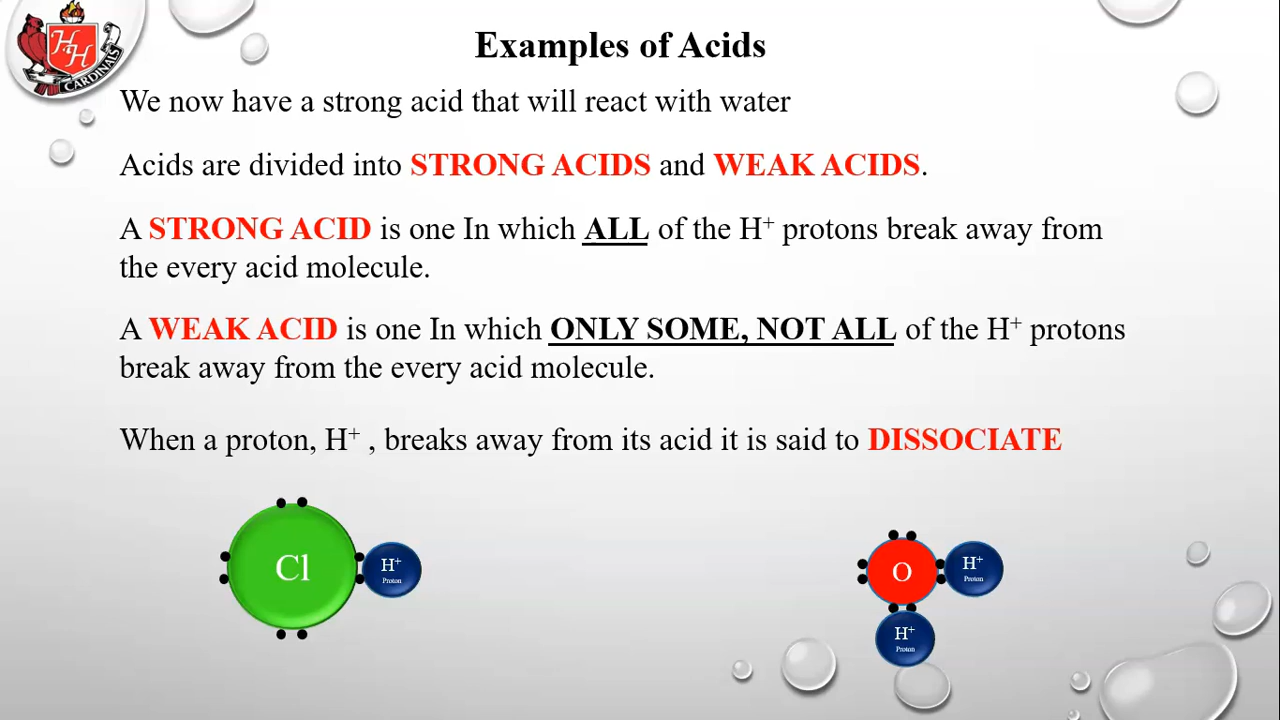 H H
CARDINALS
Examples of Acids
We now have a strong acid that will react with water
Acids are divided into STRONG ACIDS and WEAK ACIDS.
A STRONG ACID is one In which ALL of the H⁺ protons break away from
the every acid molecule.
A WEAK ACID is one In which ONLY SOME, NOT ALL of the H⁺ protons
break away from the every acid molecule.
When a proton, H⁺ , breaks away from its acid it is said to DISSOCIATE
Cl
H⁺
Proton
O
H⁺
Proton
H⁺
Proton